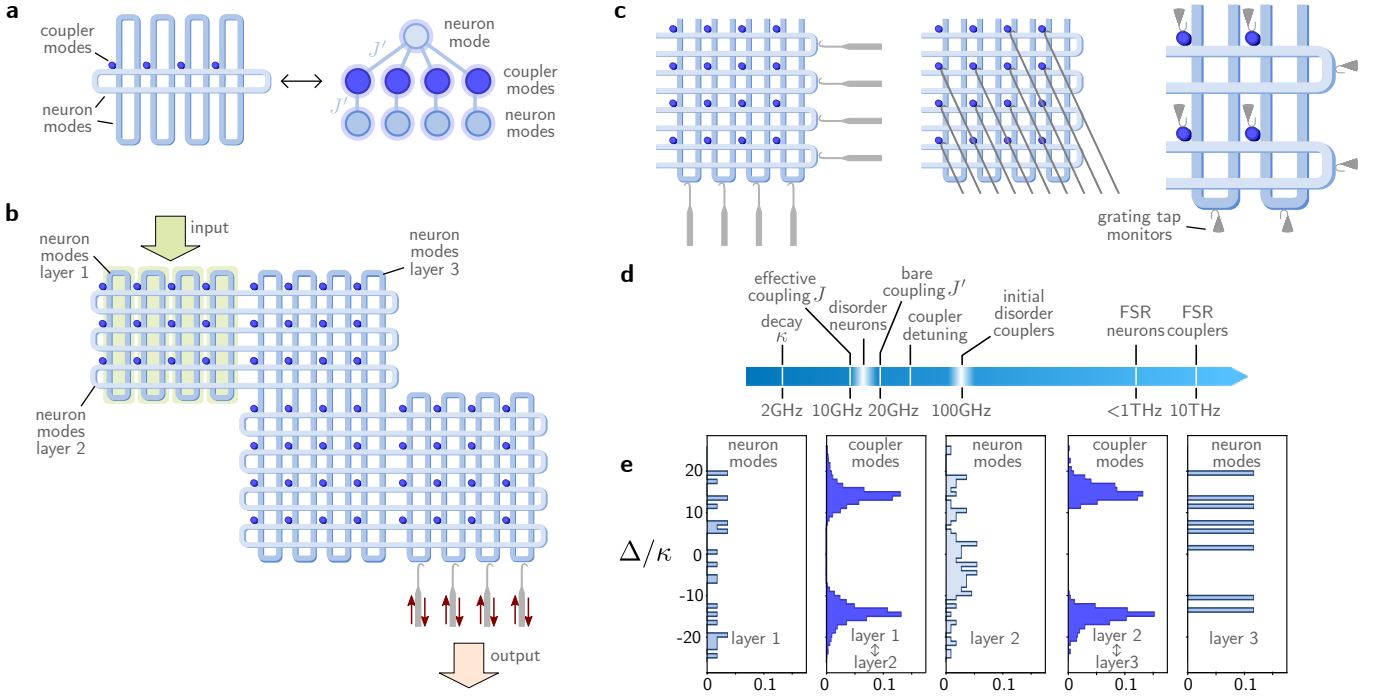 a
coupler
modes
neuron
modes
J′
J′
neuron
mode
coupler
modes
neuron
modes
b
input
neuron
modes
layer 1
neuron
modes
layer 3
neuron
modes
layer 2
output
c
grating tap
monitors
d
effective
coupling J
decay
κ
disorder
neurons
bare
coupling J′
coupler
detuning
initial
disorder
couplers
FSR
neurons
FSR
couplers
2GHz
10GHz
20GHz
100GHz
<1THz
10THz
e
Δ/κ
20
10
0
-10
-20
neuron
modes
layer 1
0
0.1
coupler
modes
layer 1
↕
layer2
0
0.1
neuron
modes
layer 2
0
0.1
coupler
modes
layer 2
↕
layer3
0
0.1
neuron
modes
layer 3
0
0.1